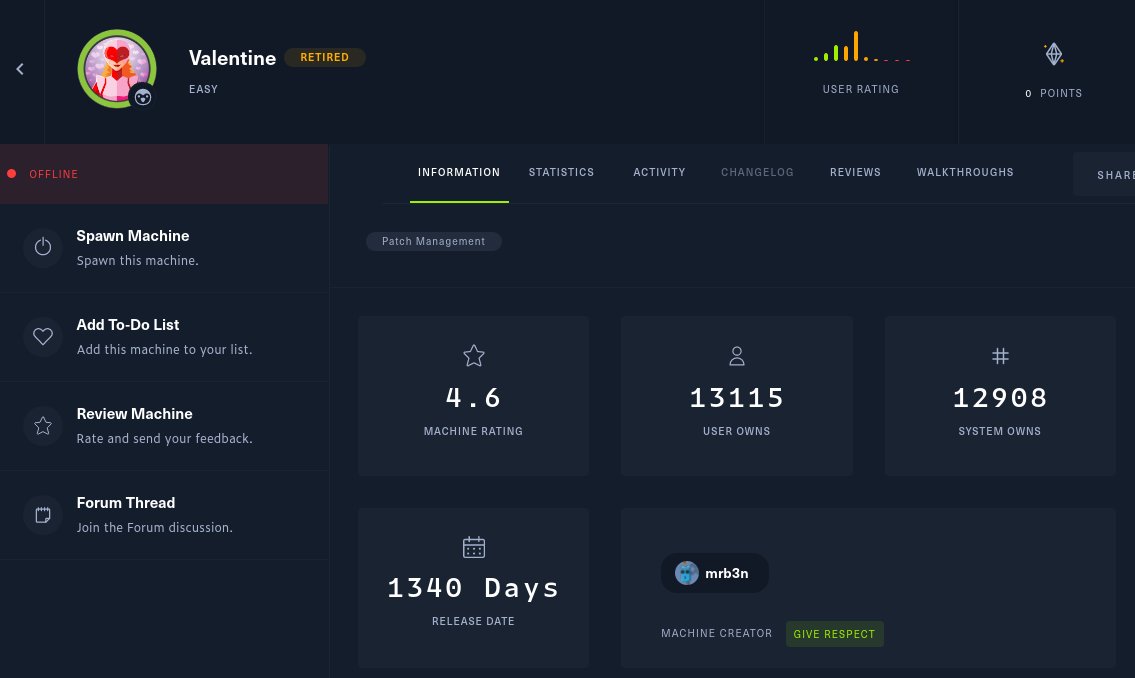 Valentine RETIRED
EASY
USER RATING
0 POINTS
OFFLINE
INFORMATION STATISTICS ACTIVITY CHANGELOG REVIEWS WALKTHROUGHS SHARE
Patch Management
Spawn Machine
Spawn this machine.
Add To-Do List
Add this machine to your list.
Review Machine
Rate and send your feedback.
Forum Thread
Join the Forum discussion.
4.6
MACHINE RATING
13115
USER OWNS
12908
SYSTEM OWNS
1340 Days
RELEASE DATE
mrb3n
MACHINE CREATOR GIVE RESPECT